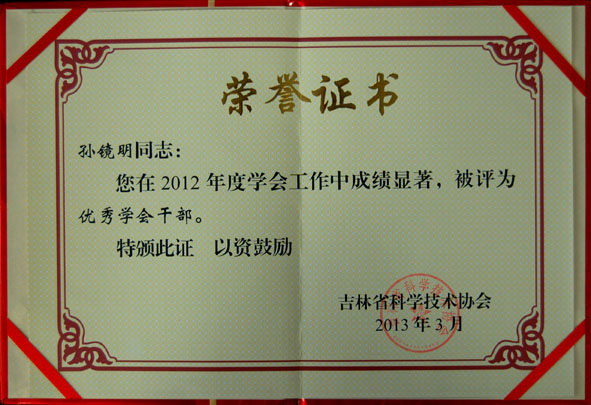 荣誉证书
孙镜明同志：
您在2012年度学会工作中成绩显著，被评为
优秀学会干部。
特颁此证 以资鼓励
吉林省科学技术协会
2013年3月